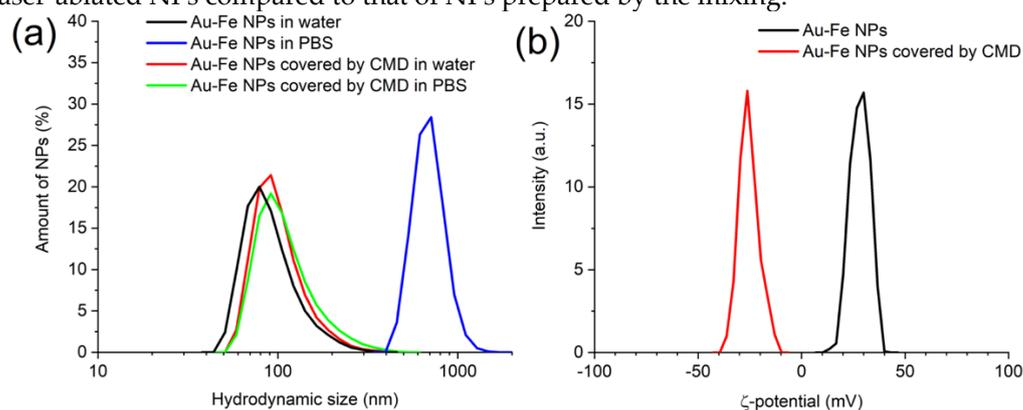 user-ablated NPs compared to that of NPs prepared by the mixing.
(a)
Au-Fe NPs in water
Au-Fe NPs in PBS
Au-Fe NPs covered by CMD in water
Au-Fe NPs covered by CMD in PBS
Amount of NPs (%)
40
35
30
25
20
15
10
5
0
10
100
1000
Hydrodynamic size (nm)
(b)
Au-Fe NPs
Au-Fe NPs covered by CMD
Intensity (a.u.)
20
15
10
5
0
-100
-50
0
50
100
ζ-potential (mV)